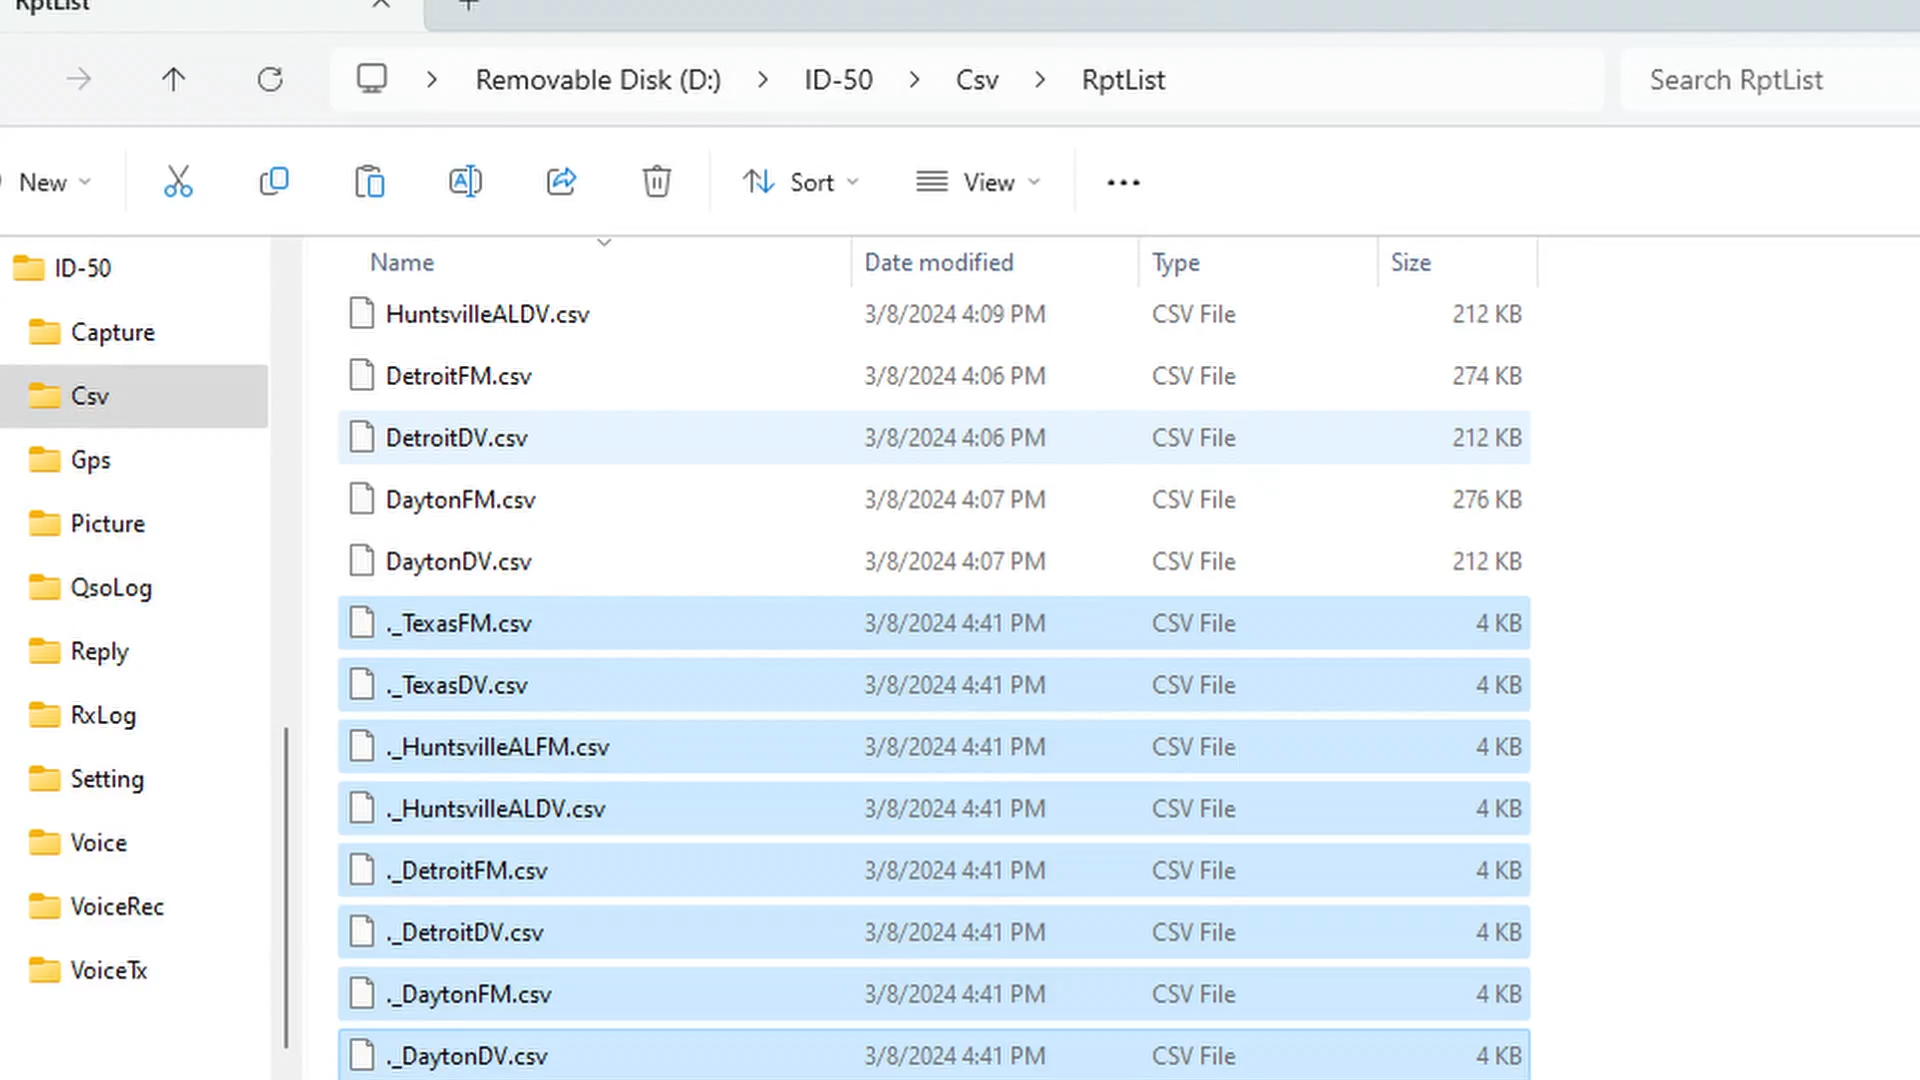 RptList
Removable Disk (D:) ID-50 Csv RptList Search RptList
New Sort View
Name Date modified Type Size
ID-50
Capture
Csv
Gps
Picture
QsoLog
Reply
RxLog
Setting
Voice
VoiceRec
VoiceTx
HuntsvilleALDV.csv 3/8/2024 4:09 PM CSV File 212 KB
DetroitFM.csv 3/8/2024 4:06 PM CSV File 274 KB
DetroitDV.csv 3/8/2024 4:06 PM CSV File 212 KB
DaytonFM.csv 3/8/2024 4:07 PM CSV File 276 KB
DaytonDV.csv 3/8/2024 4:07 PM CSV File 212 KB
._TexasFM.csv 3/8/2024 4:41 PM CSV File 4 KB
._TexasDV.csv 3/8/2024 4:41 PM CSV File 4 KB
._HuntsvilleALFM.csv 3/8/2024 4:41 PM CSV File 4 KB
._HuntsvilleALDV.csv 3/8/2024 4:41 PM CSV File 4 KB
._DetroitFM.csv 3/8/2024 4:41 PM CSV File 4 KB
._DetroitDV.csv 3/8/2024 4:41 PM CSV File 4 KB
._DaytonFM.csv 3/8/2024 4:41 PM CSV File 4 KB
._DaytonDV.csv 3/8/2024 4:41 PM CSV File 4 KB